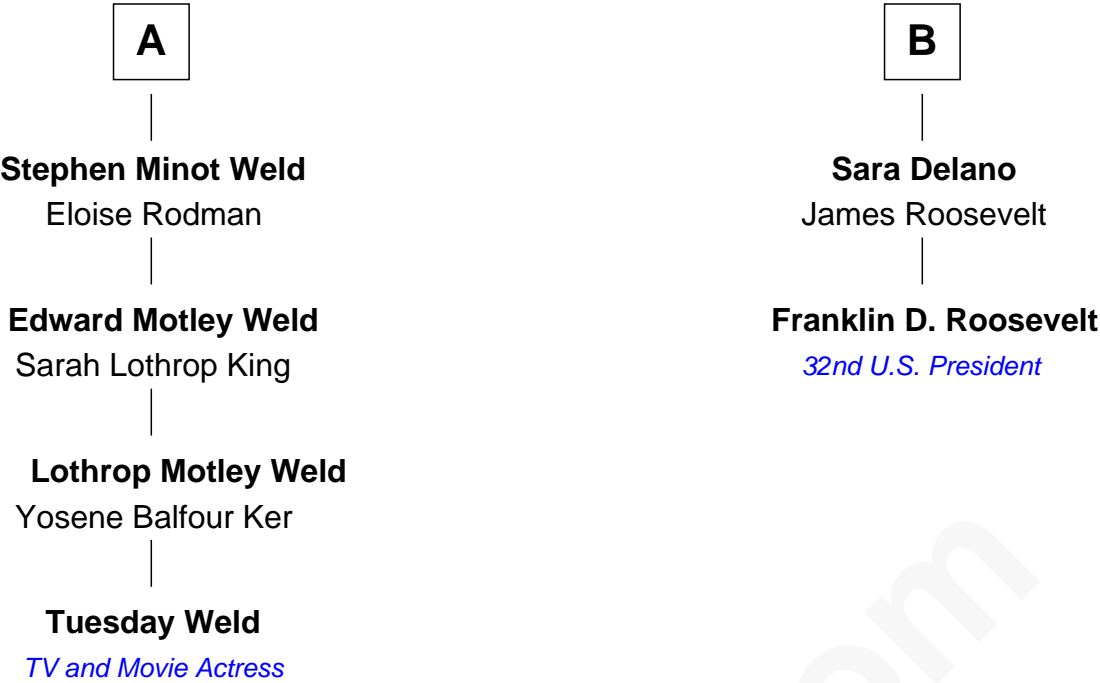 A
Stephen Minot Weld
Eloise Rodman
Edward Motley Weld
Sarah Lothrop King
Lothrop Motley Weld
Yosene Balfour Ker
Tuesday Weld
TV and Movie Actress
B
Sara Delano
James Roosevelt
Franklin D. Roosevelt
32nd U.S. President
om